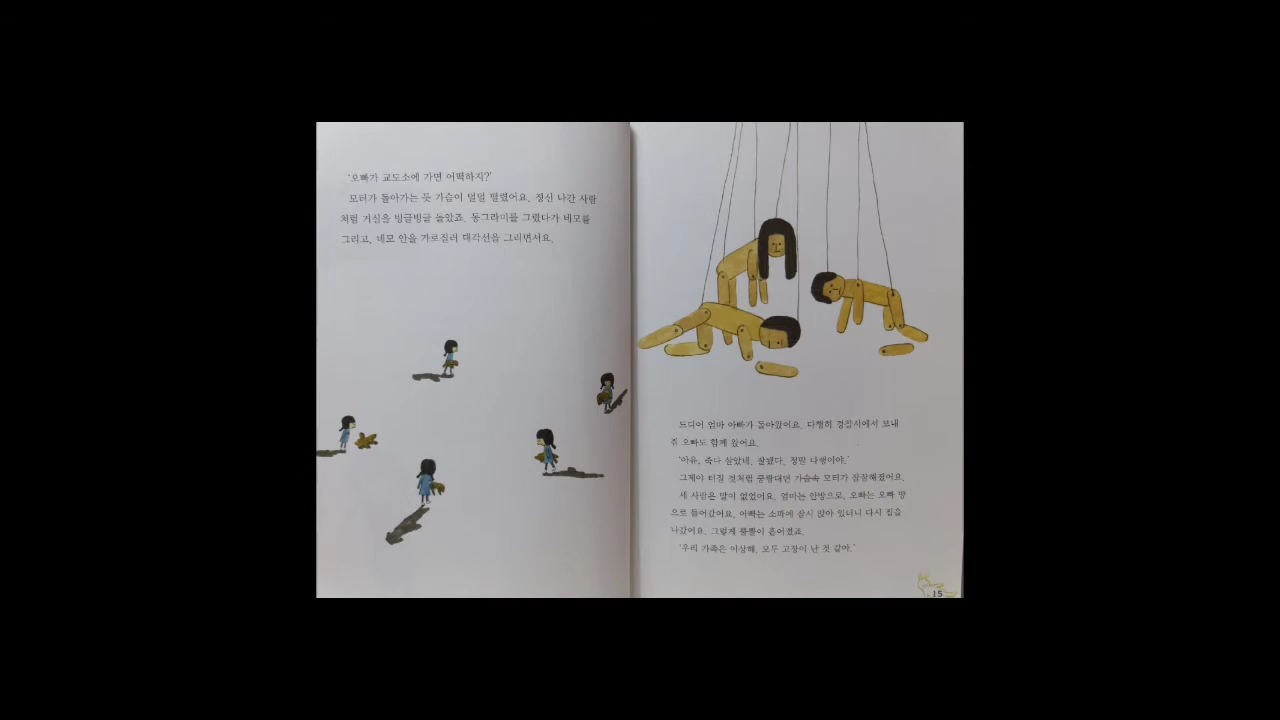 '오빠가 교도소에 가면 어떡하지?'
모터가 돌아가는 듯 가슴이 덜덜 떨렸어요. 정신 나간 사람
처럼 거실을 빙글빙글 돌았죠. 동그라미를 그렸다가 네모를
그리고, 네모 안을 가로질러 대각선을 그리면서요.
드디어 엄마 아빠가 돌아왔어요. 다행히 경찰서에서 보내
줘 오빠도 함께 왔어요.
'아유, 죽다 살았네. 잘됐다. 정말 다행이야.'
그제야 터질 것처럼 쿵쾅대던 가슴속 모터가 잠잠해졌어요.
세 사람은 말이 없었어요. 엄마는 안방으로, 오빠는 오빠 방
으로 들어갔어요. 아빠는 소파에 잠시 앉아 있더니 다시 집을
나갔어요. 그렇게 뿔뿔이 흩어졌죠.
'우리 가족은 이상해. 모두 고장이 난 것 같아.'
15